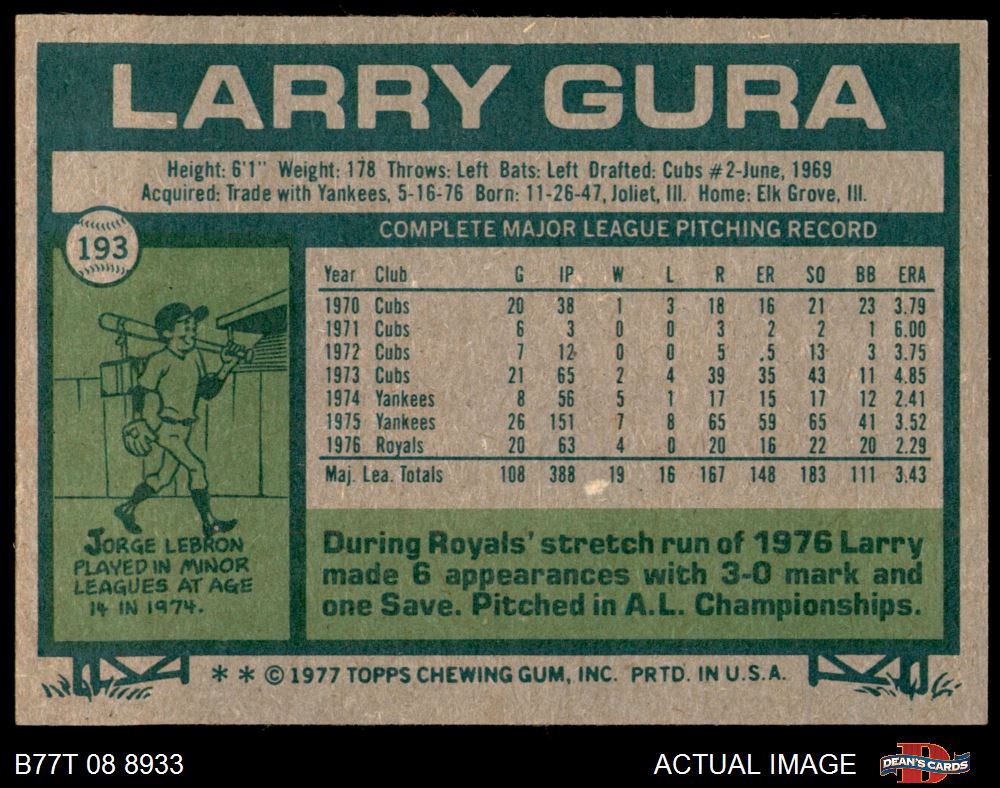 LARRY GURA
Height: 6'1" Weight: 178 Throws: Left Bats: Left Drafted: Cubs #2-June, 1969
Acquired: Trade with Yankees, 5-16-76 Born: 11-26-47, Joliet, Ill. Home: Elk Grove, Ill.
193
COMPLETE MAJOR LEAGUE PITCHING RECORD
Year Club G IP W L R ER SO BB ERA
1970 Cubs 20 38 1 3 18 16 21 23 3.79
1971 Cubs 6 3 0 0 3 2 2 1 6.00
1972 Cubs 7 12 0 0 5 5 13 3 3.75
1973 Cubs 21 65 2 4 39 35 43 11 4.85
1974 Yankees 8 56 5 1 17 15 17 12 2.41
1975 Yankees 26 151 7 8 65 59 65 41 3.52
1976 Royals 20 63 4 0 20 16 22 20 2.29
Maj. Lea. Totals 108 388 19 16 167 148 183 111 3.43
JORGE LEBRON
PLAYED IN MINOR
LEAGUES AT AGE
14 IN 1974.
During Royals' stretch run of 1976 Larry
made 6 appearances with 3-0 mark and
one Save. Pitched in A.L. Championships.
* * © 1977 TOPPS CHEWING GUM, INC. PRTD. IN U.S.A.
B77T 08 8933
ACTUAL IMAGE
DEAN'S CARDS